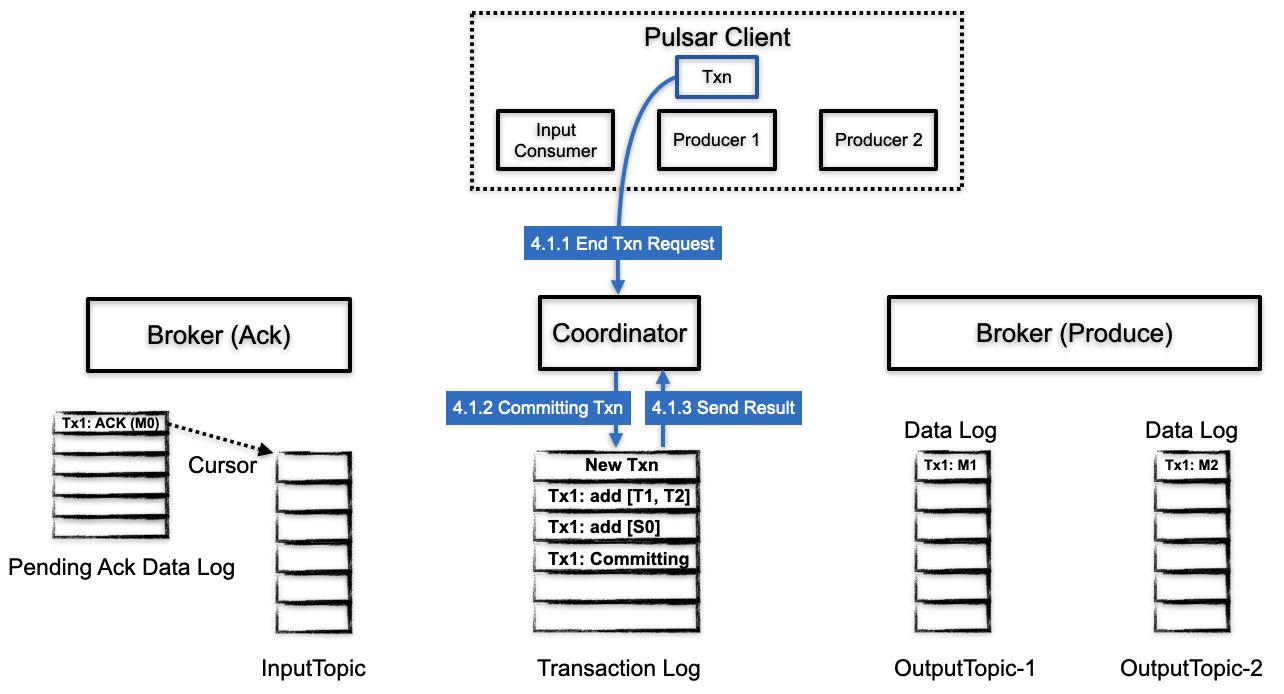 Pulsar Client
Txn
Input
Consumer
Producer 1
Producer 2
4.1.1 End Txn Request
Broker (Ack)
Coordinator
Broker (Produce)
4.1.2 Committing Txn
4.1.3 Send Result
Tx1: ACK (M0)
Cursor
Data Log
Data Log
New Txn
Tx1: add [T1, T2]
Tx1: add [S0]
Tx1: Committing
Tx1: M1
Tx1: M2
Pending Ack Data Log
InputTopic
Transaction Log
OutputTopic-1
OutputTopic-2